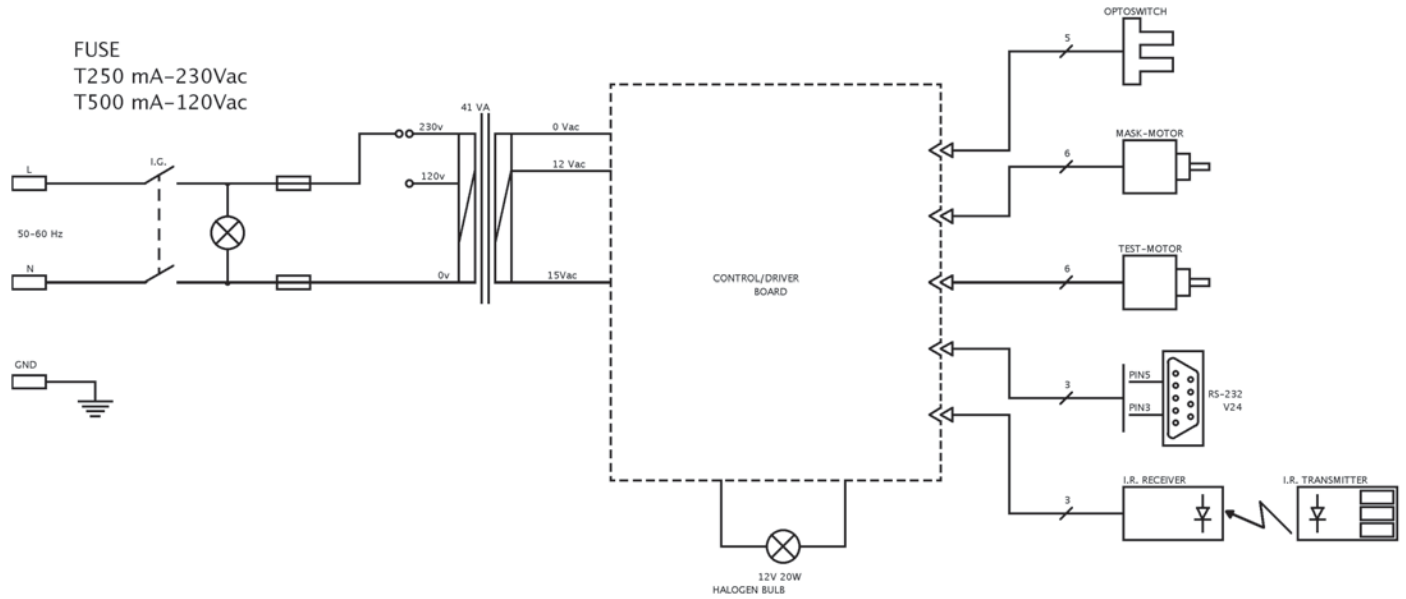 FUSE
T250 mA-230Vac
T500 mA-120Vac
OPTOSWITCH
5
41 VA
230v
0 Vac
MASK-MOTOR
6
I.G.
12 Vac
L
120v
50-60 Hz
TEST-MOTOR
6
N
0v
15Vac
CONTROL/DRIVER
BOARD
GND
PIN5
3
RS-232
PIN3
V24
I.R. RECEIVER
I.R. TRANSMITTER
3
12V 20W
HALOGEN BULB